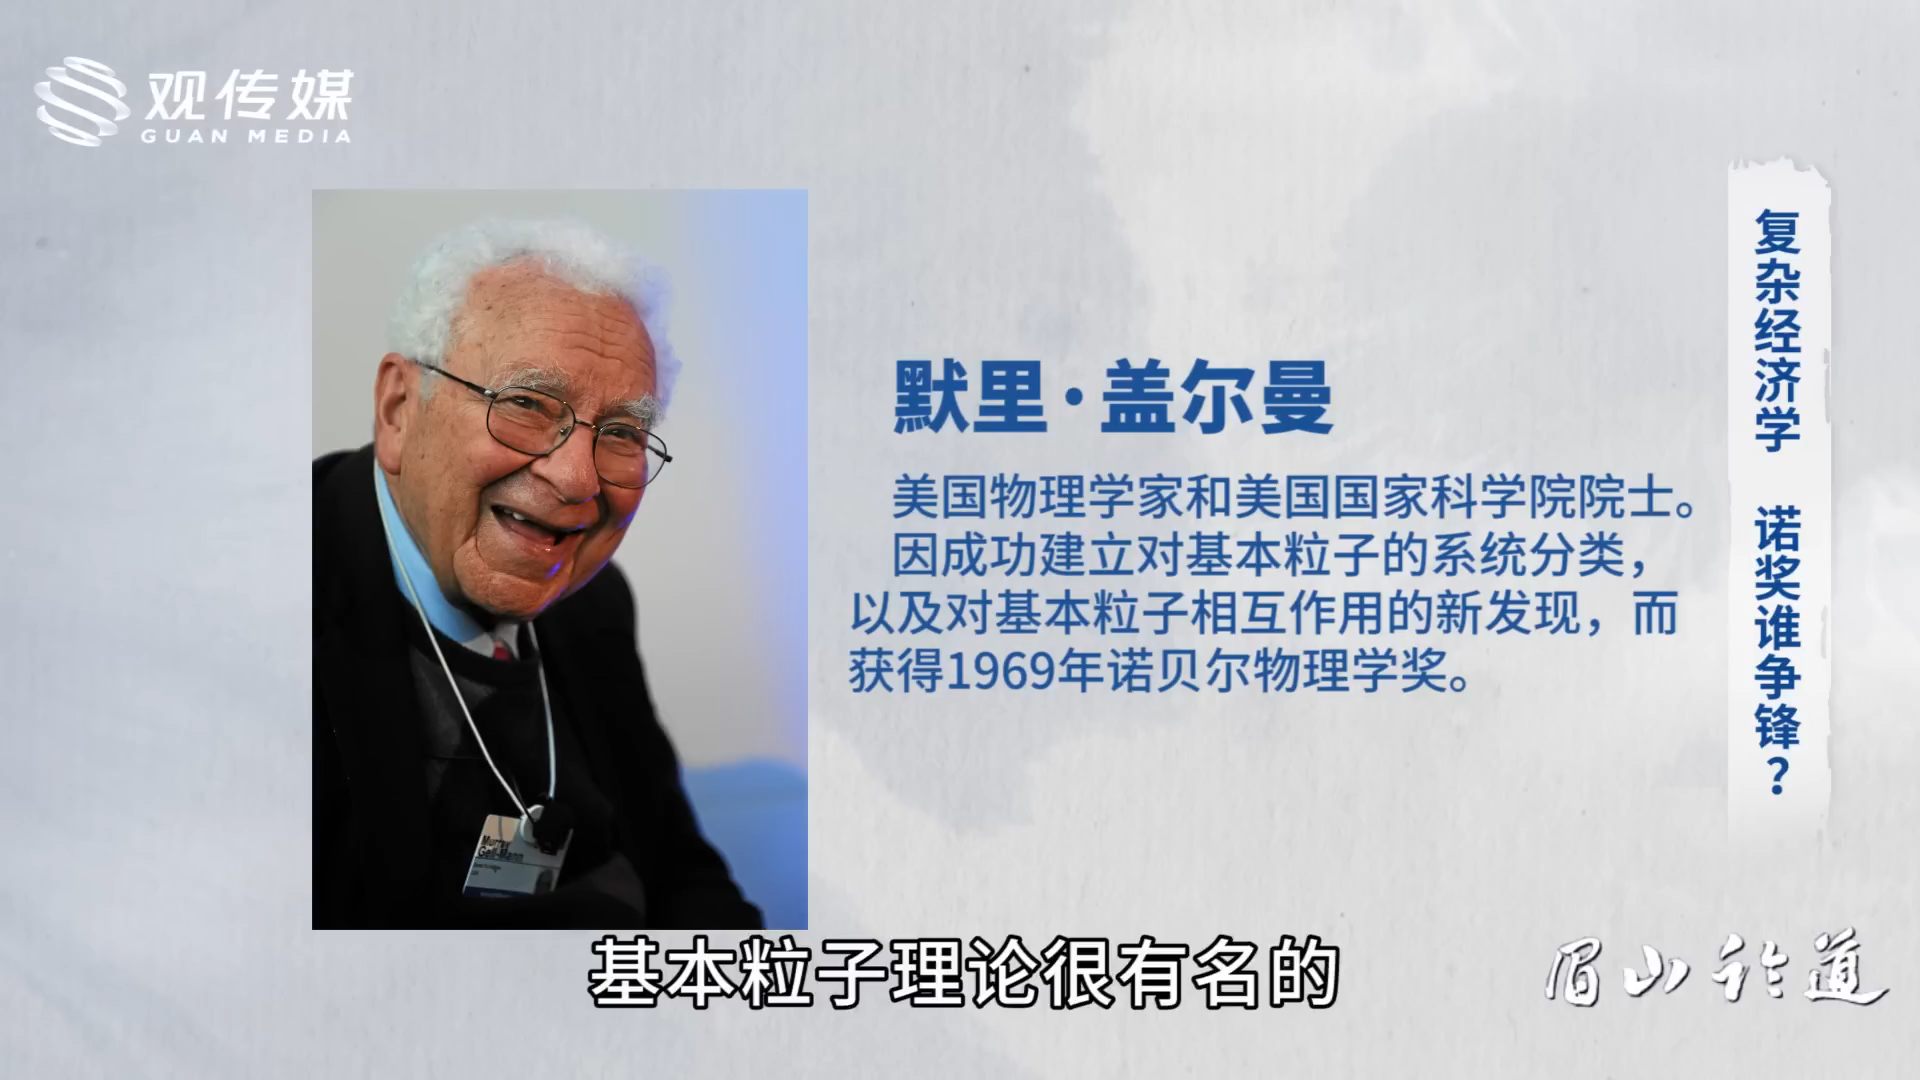 观传媒
GUAN MEDIA
默里·盖尔曼
美国物理学家和美国国家科学院院士。
因成功建立对基本粒子的系统分类，
以及对基本粒子相互作用的新发现，而
获得1969年诺贝尔物理学奖。
复杂经济学 诺奖谁争锋？
Murray
Gell-Mann
基本粒子理论很有名的
眉山论道